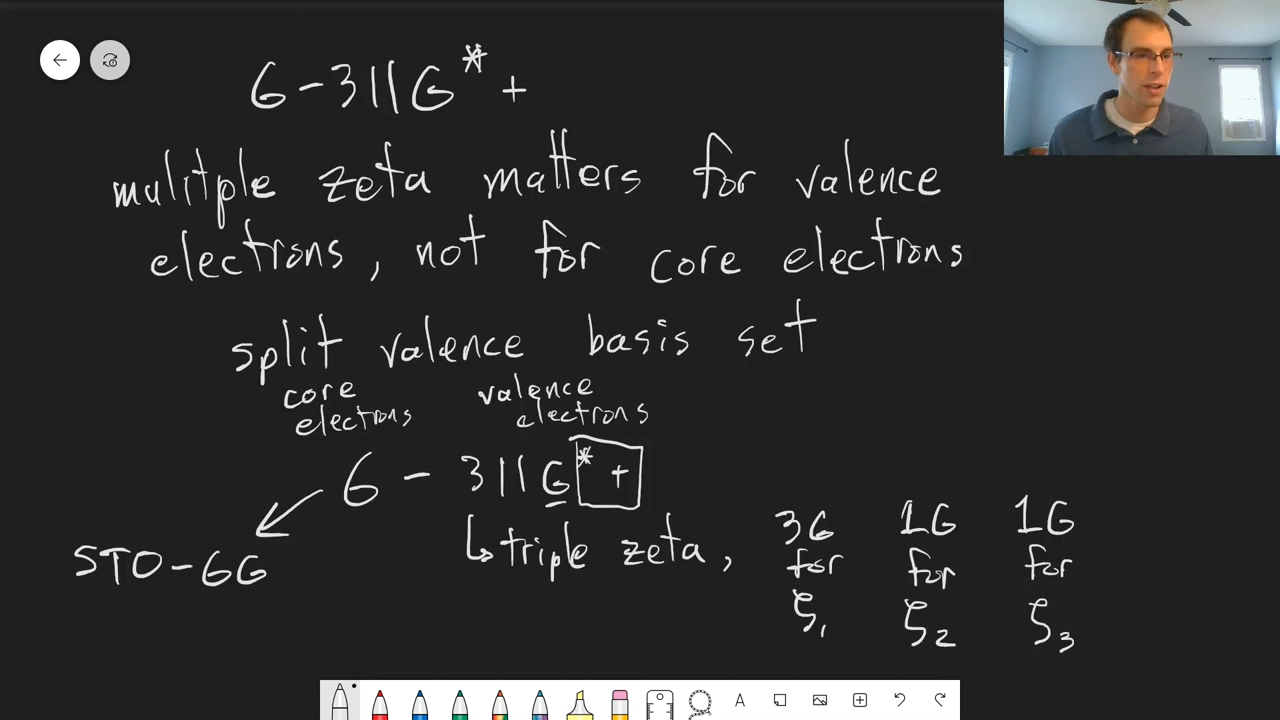 6-311G*+
mulitple zeta matters for valence
electrons, not for core electrons
split valence basis set
core electrons
valence electrons
6 - 311G*+
STO-6G
↳ triple zeta,
3G for ζ1
1G for ζ2
1G for ζ3
A